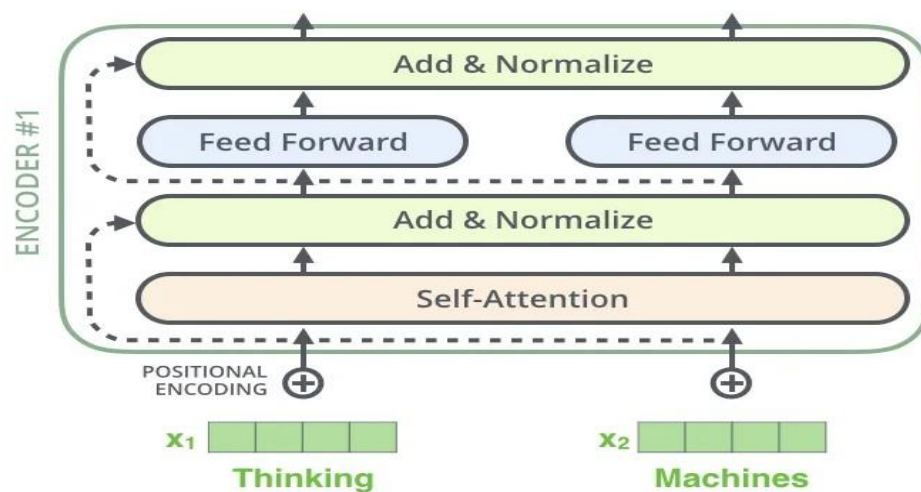 ENCODER #1
Add & Normalize
Feed Forward
Feed Forward
Add & Normalize
Self-Attention
POSITIONAL
ENCODING
x₁
x₂
Thinking
Machines